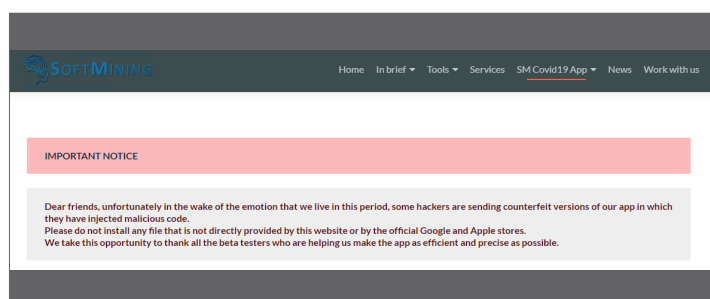 SOFTMINING
Home In brief Tools Services SM Covid19 App News Work with us
IMPORTANT NOTICE
Dear friends, unfortunately in the wake of the emotion that we live in this period, some hackers are sending counterfeit versions of our app in which
they have injected malicious code.
Please do not install any file that is not directly provided by this website or by the official Google and Apple stores.
We take this opportunity to thank all the beta testers who are helping us make the app as efficient and precise as possible.